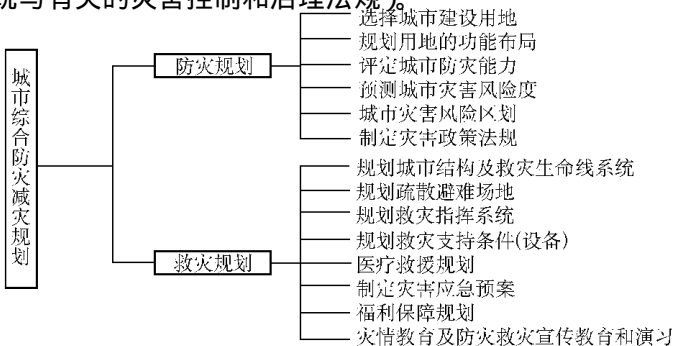 统与有关的灾害控制和治理法规)。
城市综合防灾减灾规划
防灾规划
选择城市建设用地
规划用地的功能布局
评定城市防灾能力
预测城市灾害风险度
城市灾害风险区划
制定灾害政策法规
救灾规划
规划城市结构及救灾生命线系统
规划疏散避难场地
规划救灾指挥系统
规划救灾支持条件(设备)
医疗救援规划
制定灾害应急预案
福利保障规划
灾情教育及防灾救灾宣传教育和演习